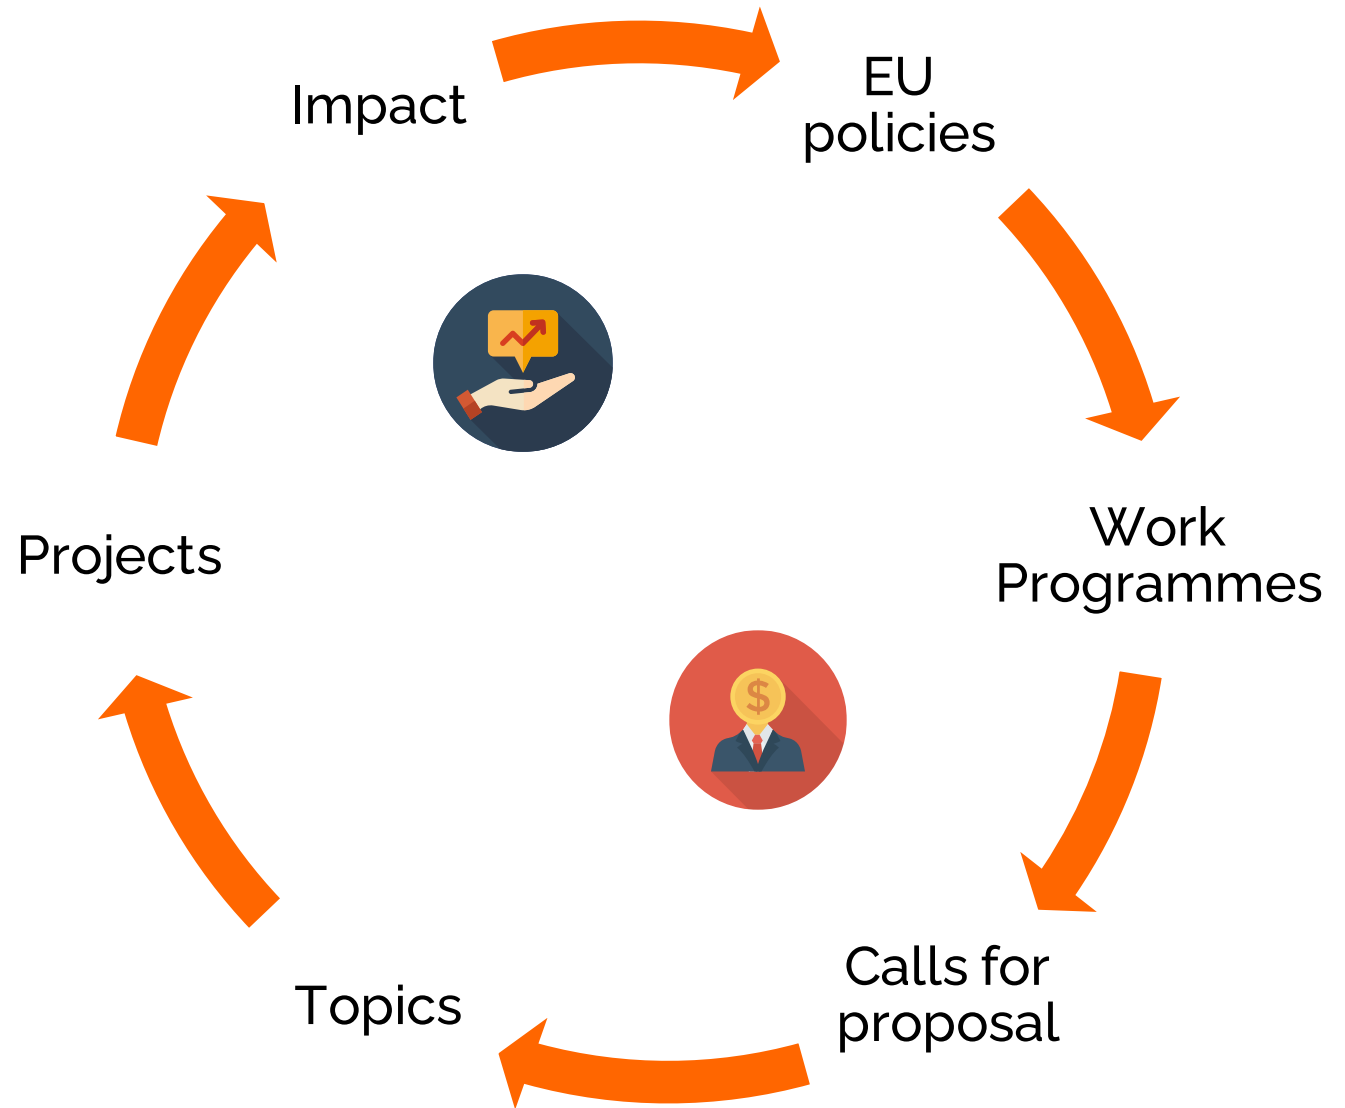 Impact
EU
policies
Work
Programmes
Calls for
proposal
Topics
Projects
$